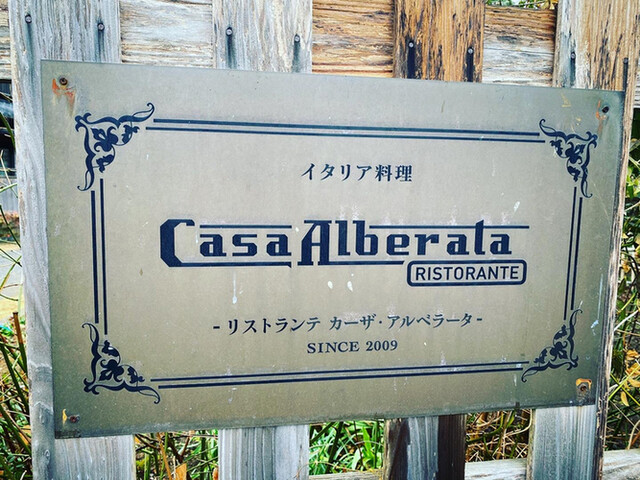 イタリア料理
Casa Alberata
RISTORANTE
- リストランテ カーザ・アルベラータ -
SINCE 2009